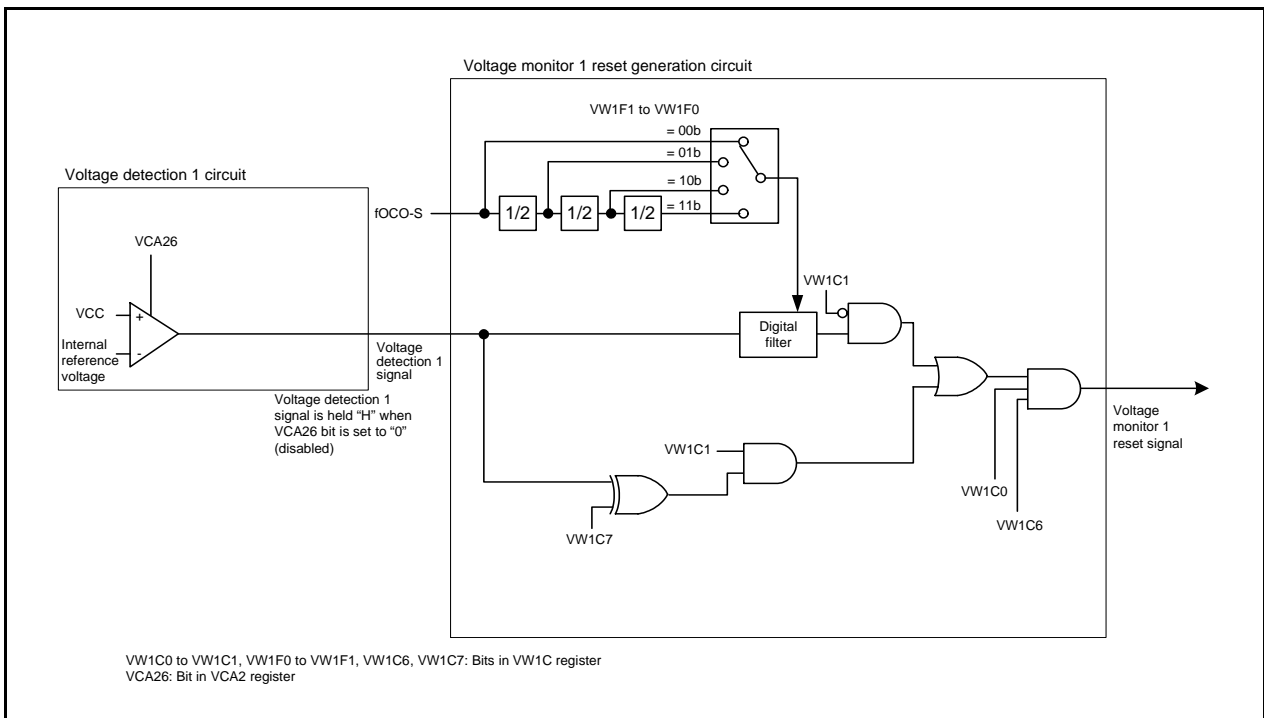 Voltage monitor 1 reset generation circuit
VW1F1 to VW1F0
= 00b
= 01b
= 10b
= 11b
Voltage detection 1 circuit
fOCO-S
1/2
1/2
1/2
VCA26
VW1C1
VCC
+
-
Internal
reference
voltage
Digital
filter
Voltage
detection 1
signal
Voltage detection 1
signal is held “H” when
VCA26 bit is set to “0”
(disabled)
Voltage
monitor 1
reset signal
VW1C1
VW1C0
VW1C6
VW1C7
VW1C0 to VW1C1, VW1F0 to VW1F1, VW1C6, VW1C7: Bits in VW1C register
VCA26: Bit in VCA2 register